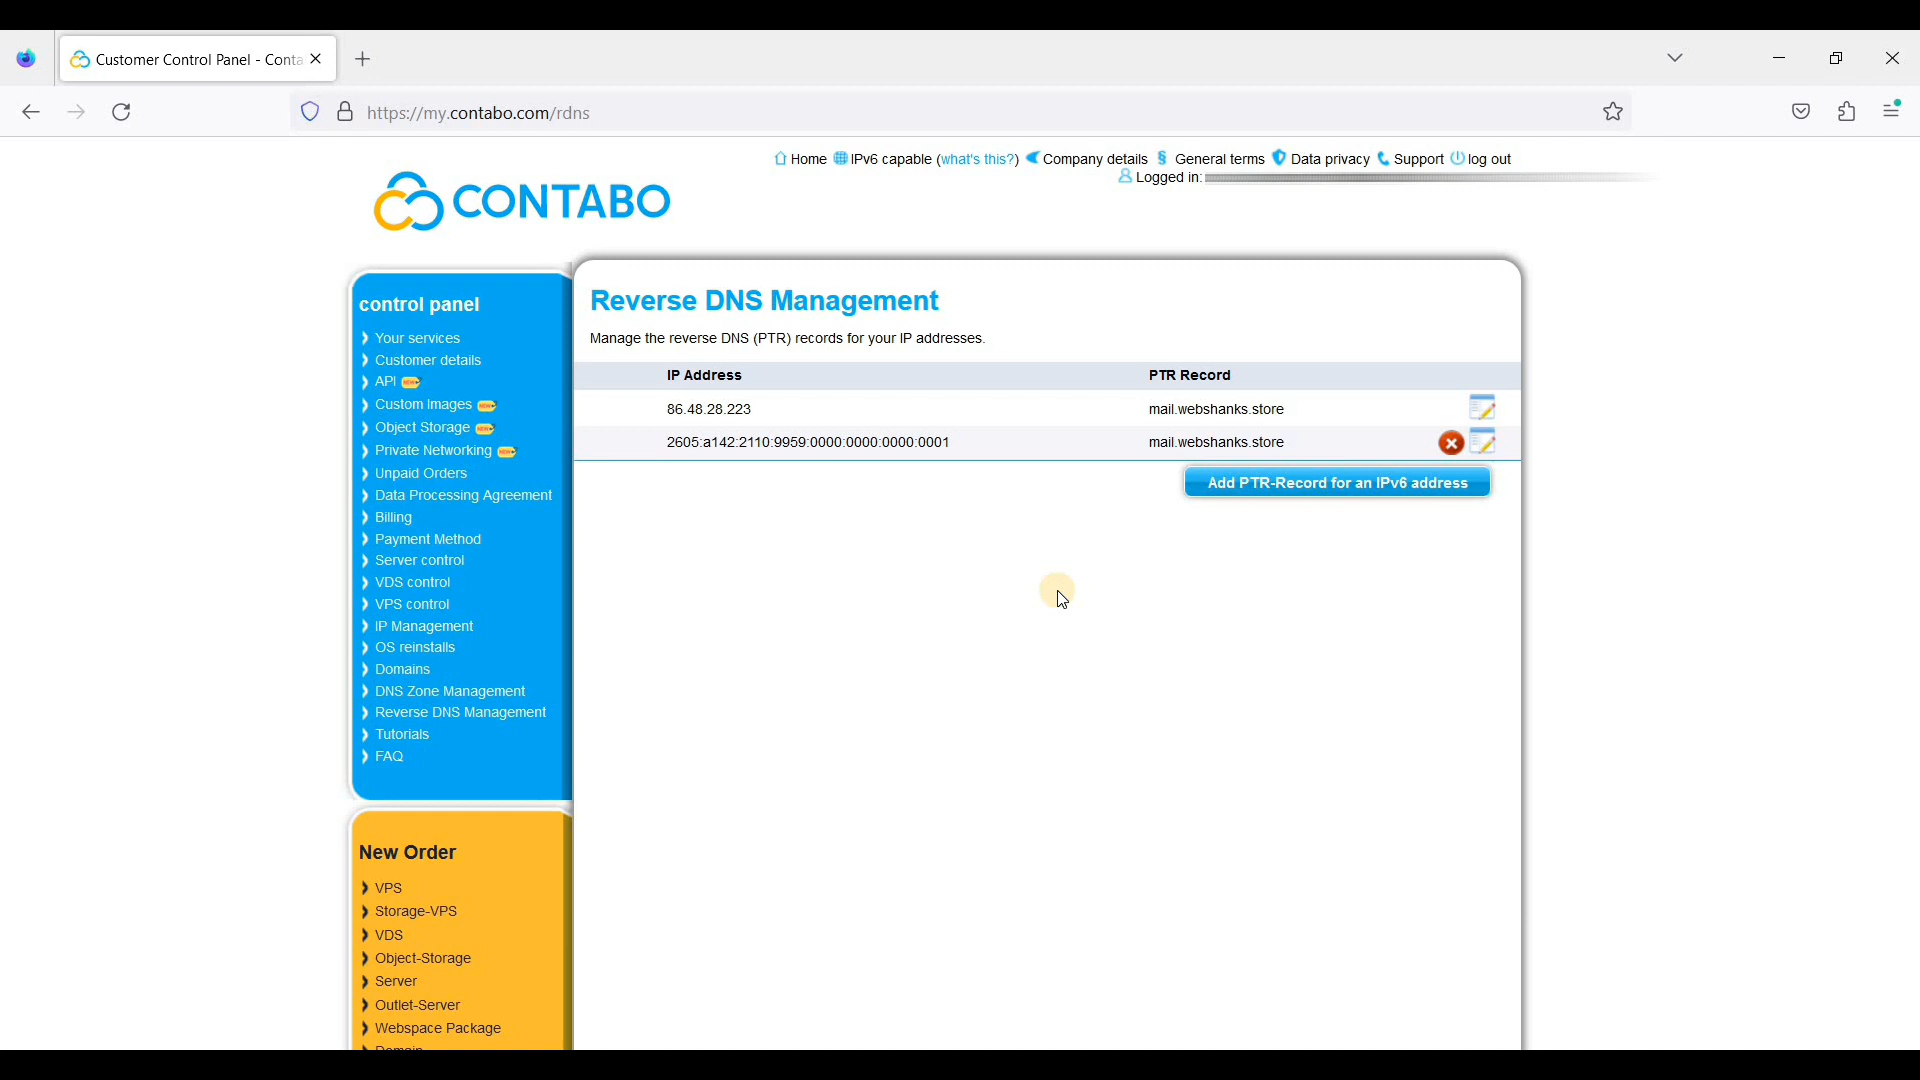 Customer Control Panel - Conta
https://my.contabo.com/rdns
Home IPv6 capable (what's this?) Company details § General terms Data privacy Support log out
Logged in:
CONTABO
control panel
Your services
Customer details
API NEW
Custom Images NEW
Object Storage NEW
Private Networking NEW
Unpaid Orders
Data Processing Agreement
Billing
Payment Method
Server control
VDS control
VPS control
IP Management
OS reinstalls
Domains
DNS Zone Management
Reverse DNS Management
Tutorials
FAQ
New Order
VPS
Storage-VPS
VDS
Object-Storage
Server
Outlet-Server
Webspace Package
Domain
Reverse DNS Management
Manage the reverse DNS (PTR) records for your IP addresses.
IP Address PTR Record
86.48.28.223 mail.webshanks.store
2605:a142:2110:9959:0000:0000:0000:0001 mail.webshanks.store
Add PTR-Record for an IPv6 address